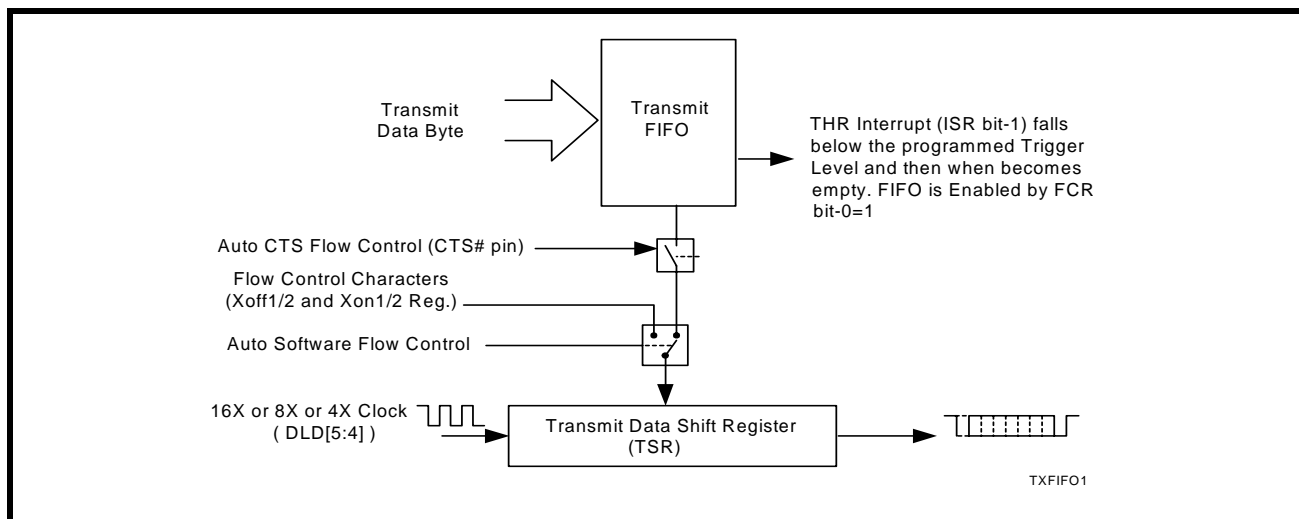 Transmit
Data Byte
Transmit
FIFO
THR Interrupt (ISR bit-1) falls
below the programmed Trigger
Level and then when becomes
empty. FIFO is Enabled by FCR
bit-0=1
Auto CTS Flow Control (CTS# pin)
Flow Control Characters
(Xoff1/2 and Xon1/2 Reg.)
Auto Software Flow Control
16X or 8X or 4X Clock
( DLD[5:4] )
Transmit Data Shift Register
(TSR)
TXFIFO1